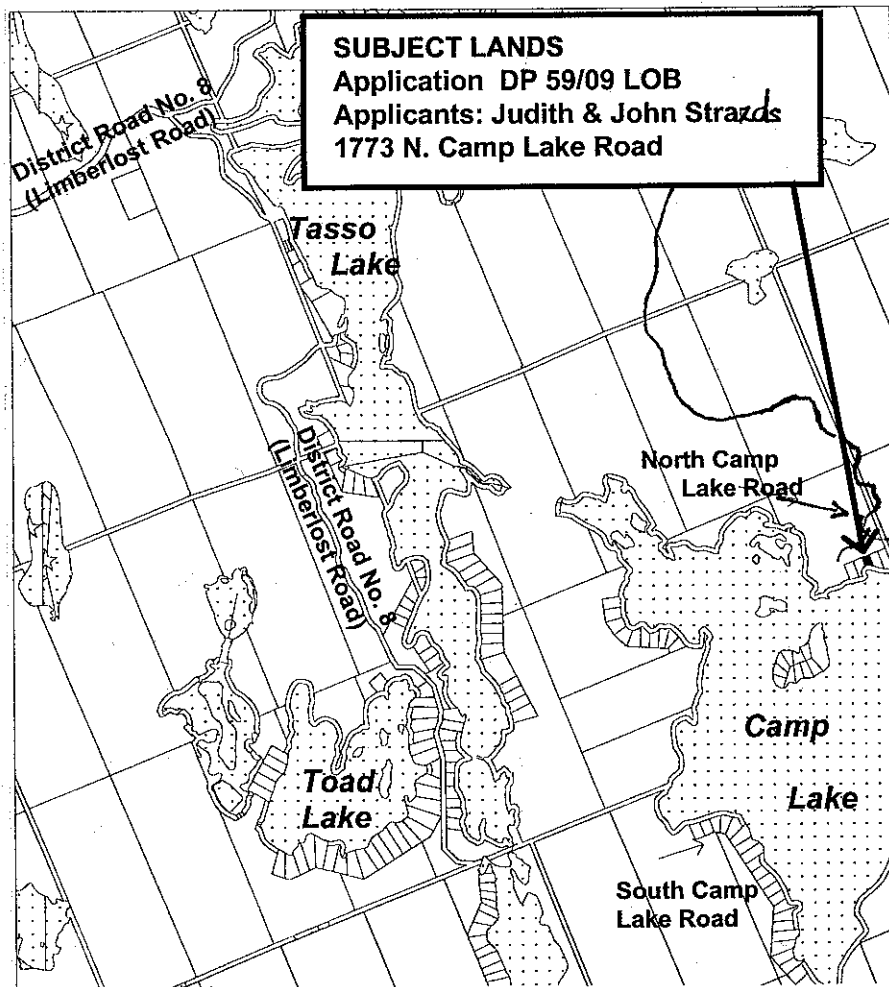 SUBJECT LANDS
Application DP 59/09 LOB
Applicants: Judith & John Strazds
1773 N. Camp Lake Road
District Road No. 8
(Limberlost Road)
Tasso
Lake
District Road No. 8
(Limberlost Road)
North Camp
Lake Road
Camp
Lake
Toad
Lake
South Camp
Lake Road